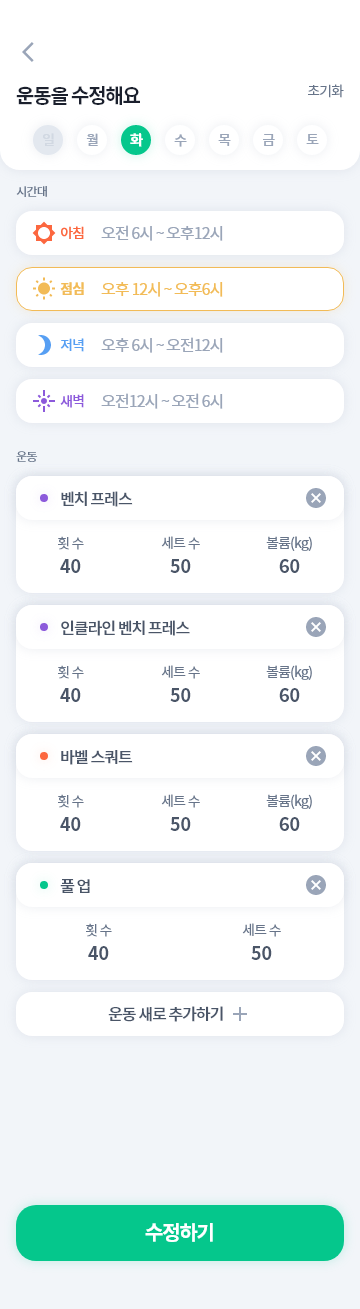 운동을 수정해요 초기화
일 월 화 수 목 금 토
시간대
아침 오전 6시 ~ 오후12시
점심 오후 12시 ~ 오후6시
저녁 오후 6시 ~ 오전12시
새벽 오전12시 ~ 오전 6시
운동
벤치 프레스
횟 수 세트 수 볼륨(kg)
40 50 60
인클라인 벤치 프레스
횟 수 세트 수 볼륨(kg)
40 50 60
바벨 스쿼트
횟 수 세트 수 볼륨(kg)
40 50 60
풀 업
횟 수 세트 수
40 50
운동 새로 추가하기
수정하기